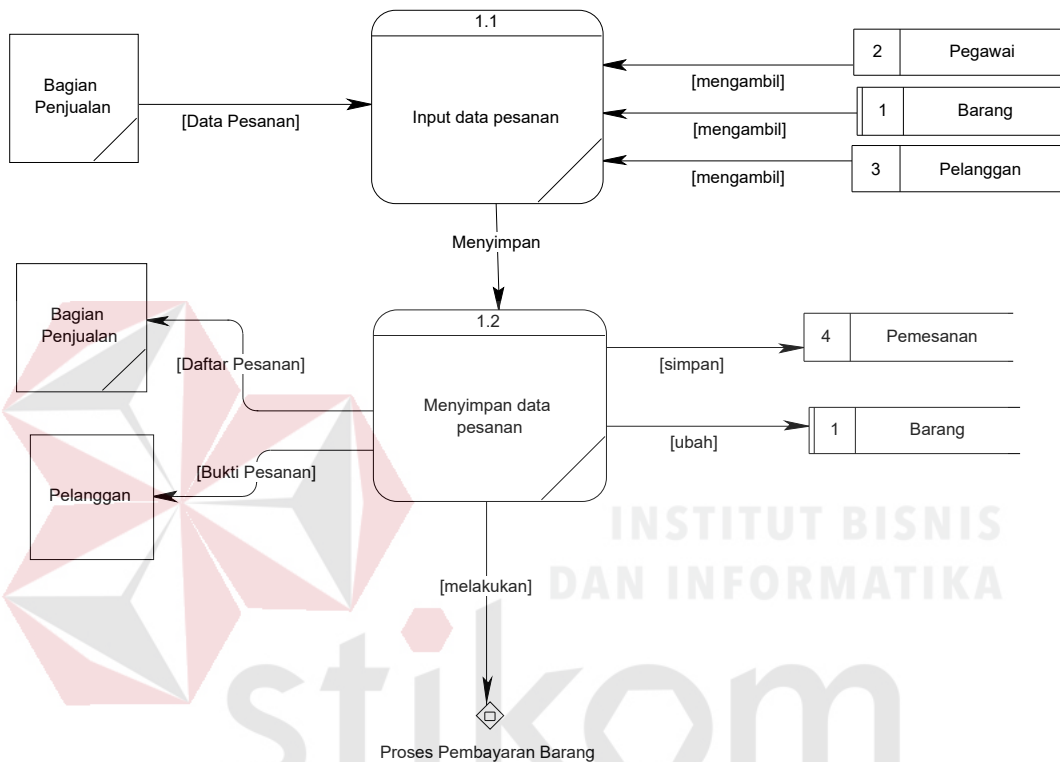 1.1
Bagian
Penjualan
[Data Pesanan]
Input data pesanan
2 Pegawai
[mengambil]
1 Barang
[mengambil]
3 Pelanggan
[mengambil]
Menyimpan
Bagian
Penjualan
[Daftar Pesanan]
1.2
Menyimpan data
pesanan
[simpan]
4 Pemesanan
[ubah]
1 Barang
Pelanggan
[Bukti Pesanan]
INSTITUT BISNIS
DAN INFORMATIKA
[melakukan]
stikom
Proses Pembayaran Barang